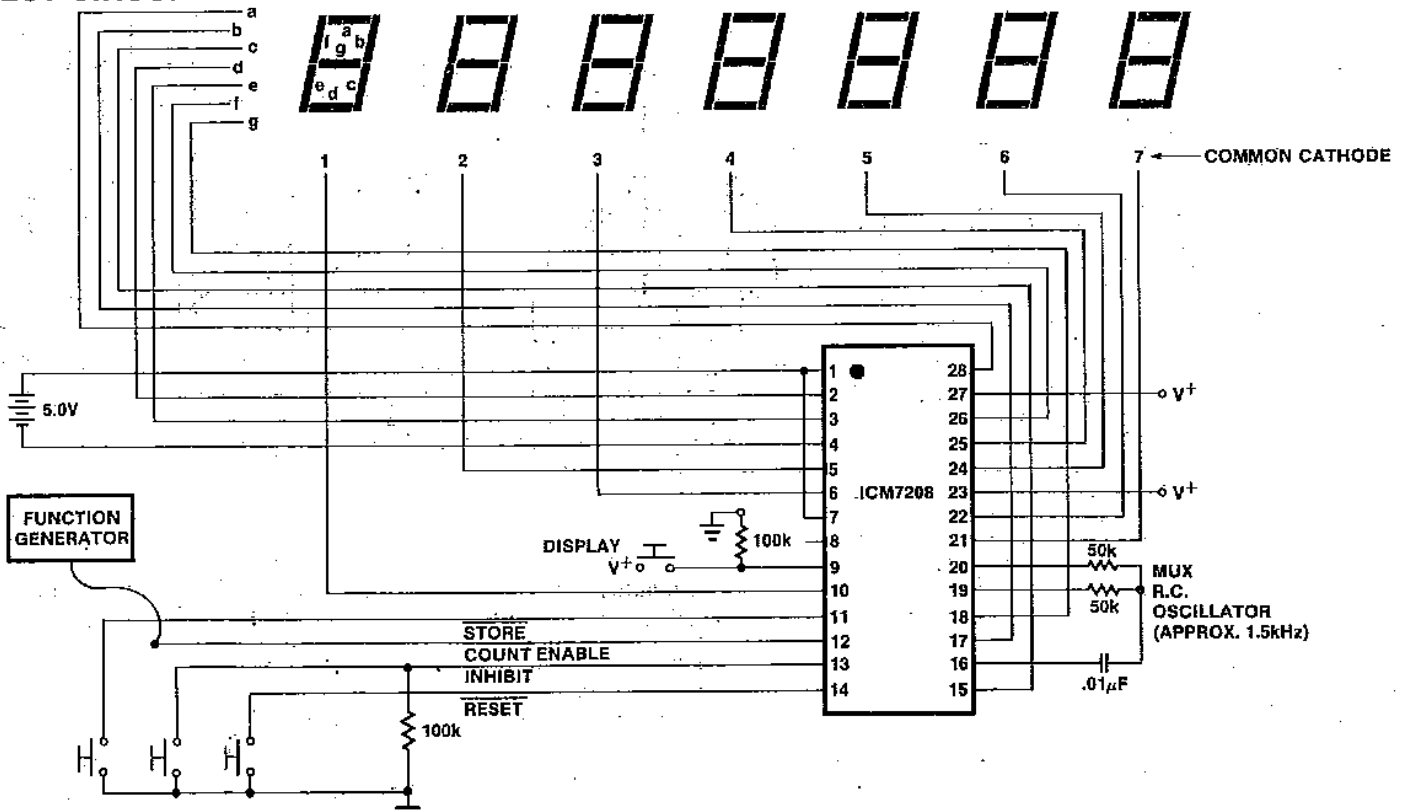 a
b
c
d
e
f
g
a
f b
g
e c
d
1 2 3 4 5 6 7 COMMON CATHODE
5.0V
FUNCTION
GENERATOR
DISPLAY
V+
100k
1
2
3
4
5
6
7
8
9
10
11
12
13
14
ICM7208
28
27
26
25
24
23
22
21
20
19
18
17
16
15
V+
V+
50k
50k
MUX
R.C.
OSCILLATOR
(APPROX. 1.5kHz)
.01μF
STORE
COUNT ENABLE
INHIBIT
RESET
100k